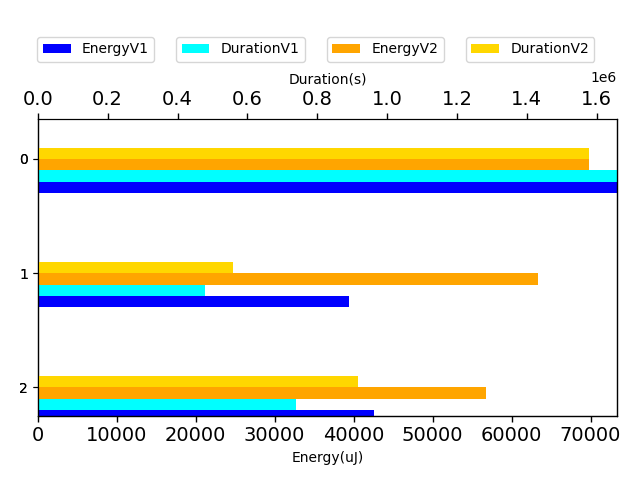 EnergyV1 DurationV1 EnergyV2 DurationV2
Duration(s)
1e6
0.0 0.2 0.4 0.6 0.8 1.0 1.2 1.4 1.6
0
1
2
0 10000 20000 30000 40000 50000 60000 70000
Energy(uJ)